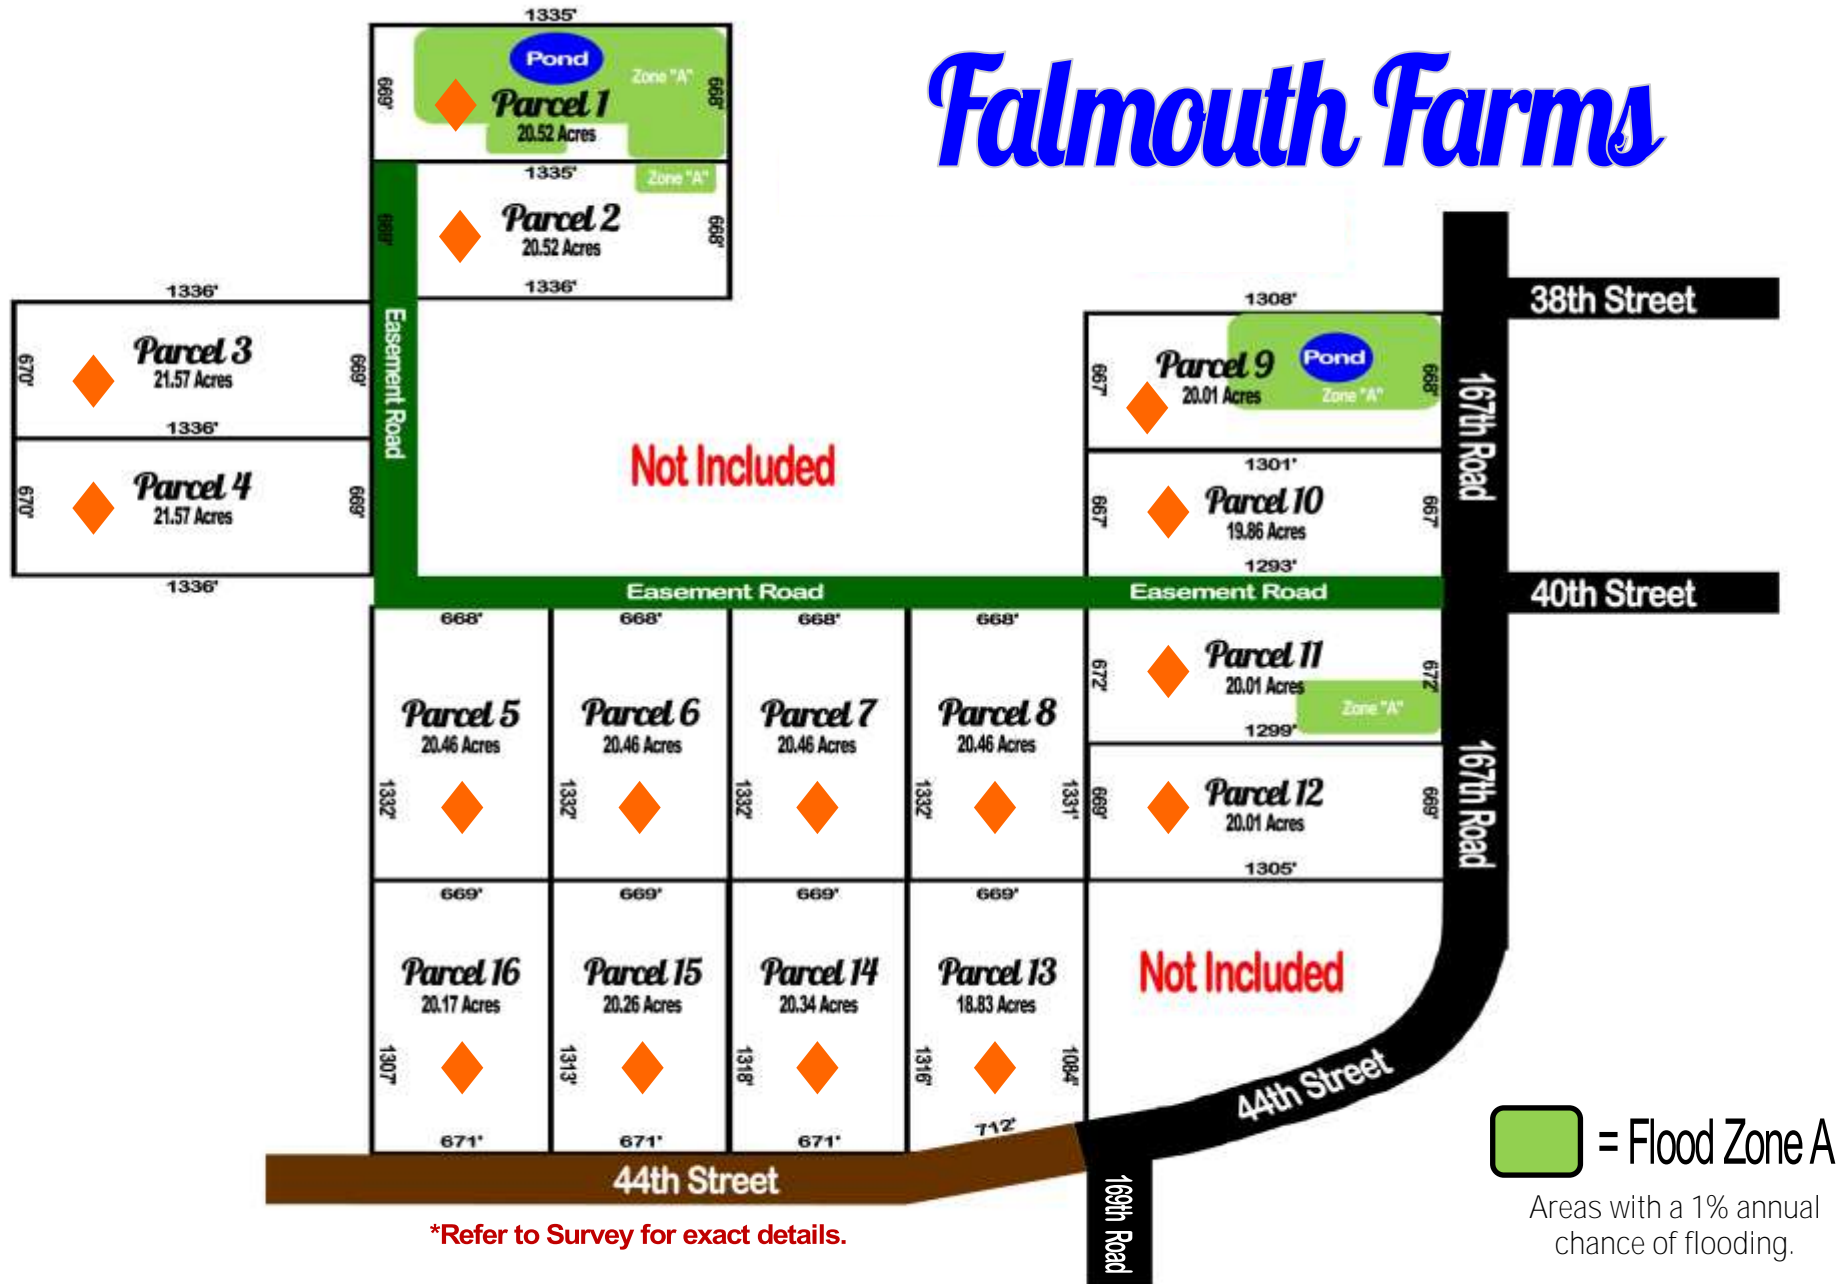 Falmouth Farms
1335'
Pond
Zone "A"
669'
668'
Parcel 1
20.52 Acres
1335'
Zone "A"
669'
668'
Parcel 2
20.52 Acres
1336'
1336'
Parcel 3
21.57 Acres
670'
669'
1336'
Parcel 4
21.57 Acres
670'
669'
1336'
Easement Road
Not Included
1308'
Parcel 9
20.01 Acres
Pond
Zone "A"
667'
668'
1301'
Parcel 10
19.86 Acres
667'
667'
1293'
38th Street
167th Road
40th Street
Easement Road
Easement Road
668'
668'
668'
668'
Parcel 5
20.46 Acres
1332'
Parcel 6
20.46 Acres
1332'
Parcel 7
20.46 Acres
1332'
Parcel 8
20.46 Acres
1332'
1331'
Parcel 11
20.01 Acres
672'
672'
Zone "A"
1299'
Parcel 12
20.01 Acres
669'
669'
1305'
167th Road
669'
669'
669'
669'
Parcel 16
20.17 Acres
1307'
671'
Parcel 15
20.26 Acres
1313'
671'
Parcel 14
20.34 Acres
1318'
671'
Parcel 13
18.83 Acres
1316'
1084'
712'
Not Included
44th Street
44th Street
169th Road
*Refer to Survey for exact details.
= Flood Zone A
Areas with a 1% annual
chance of flooding.